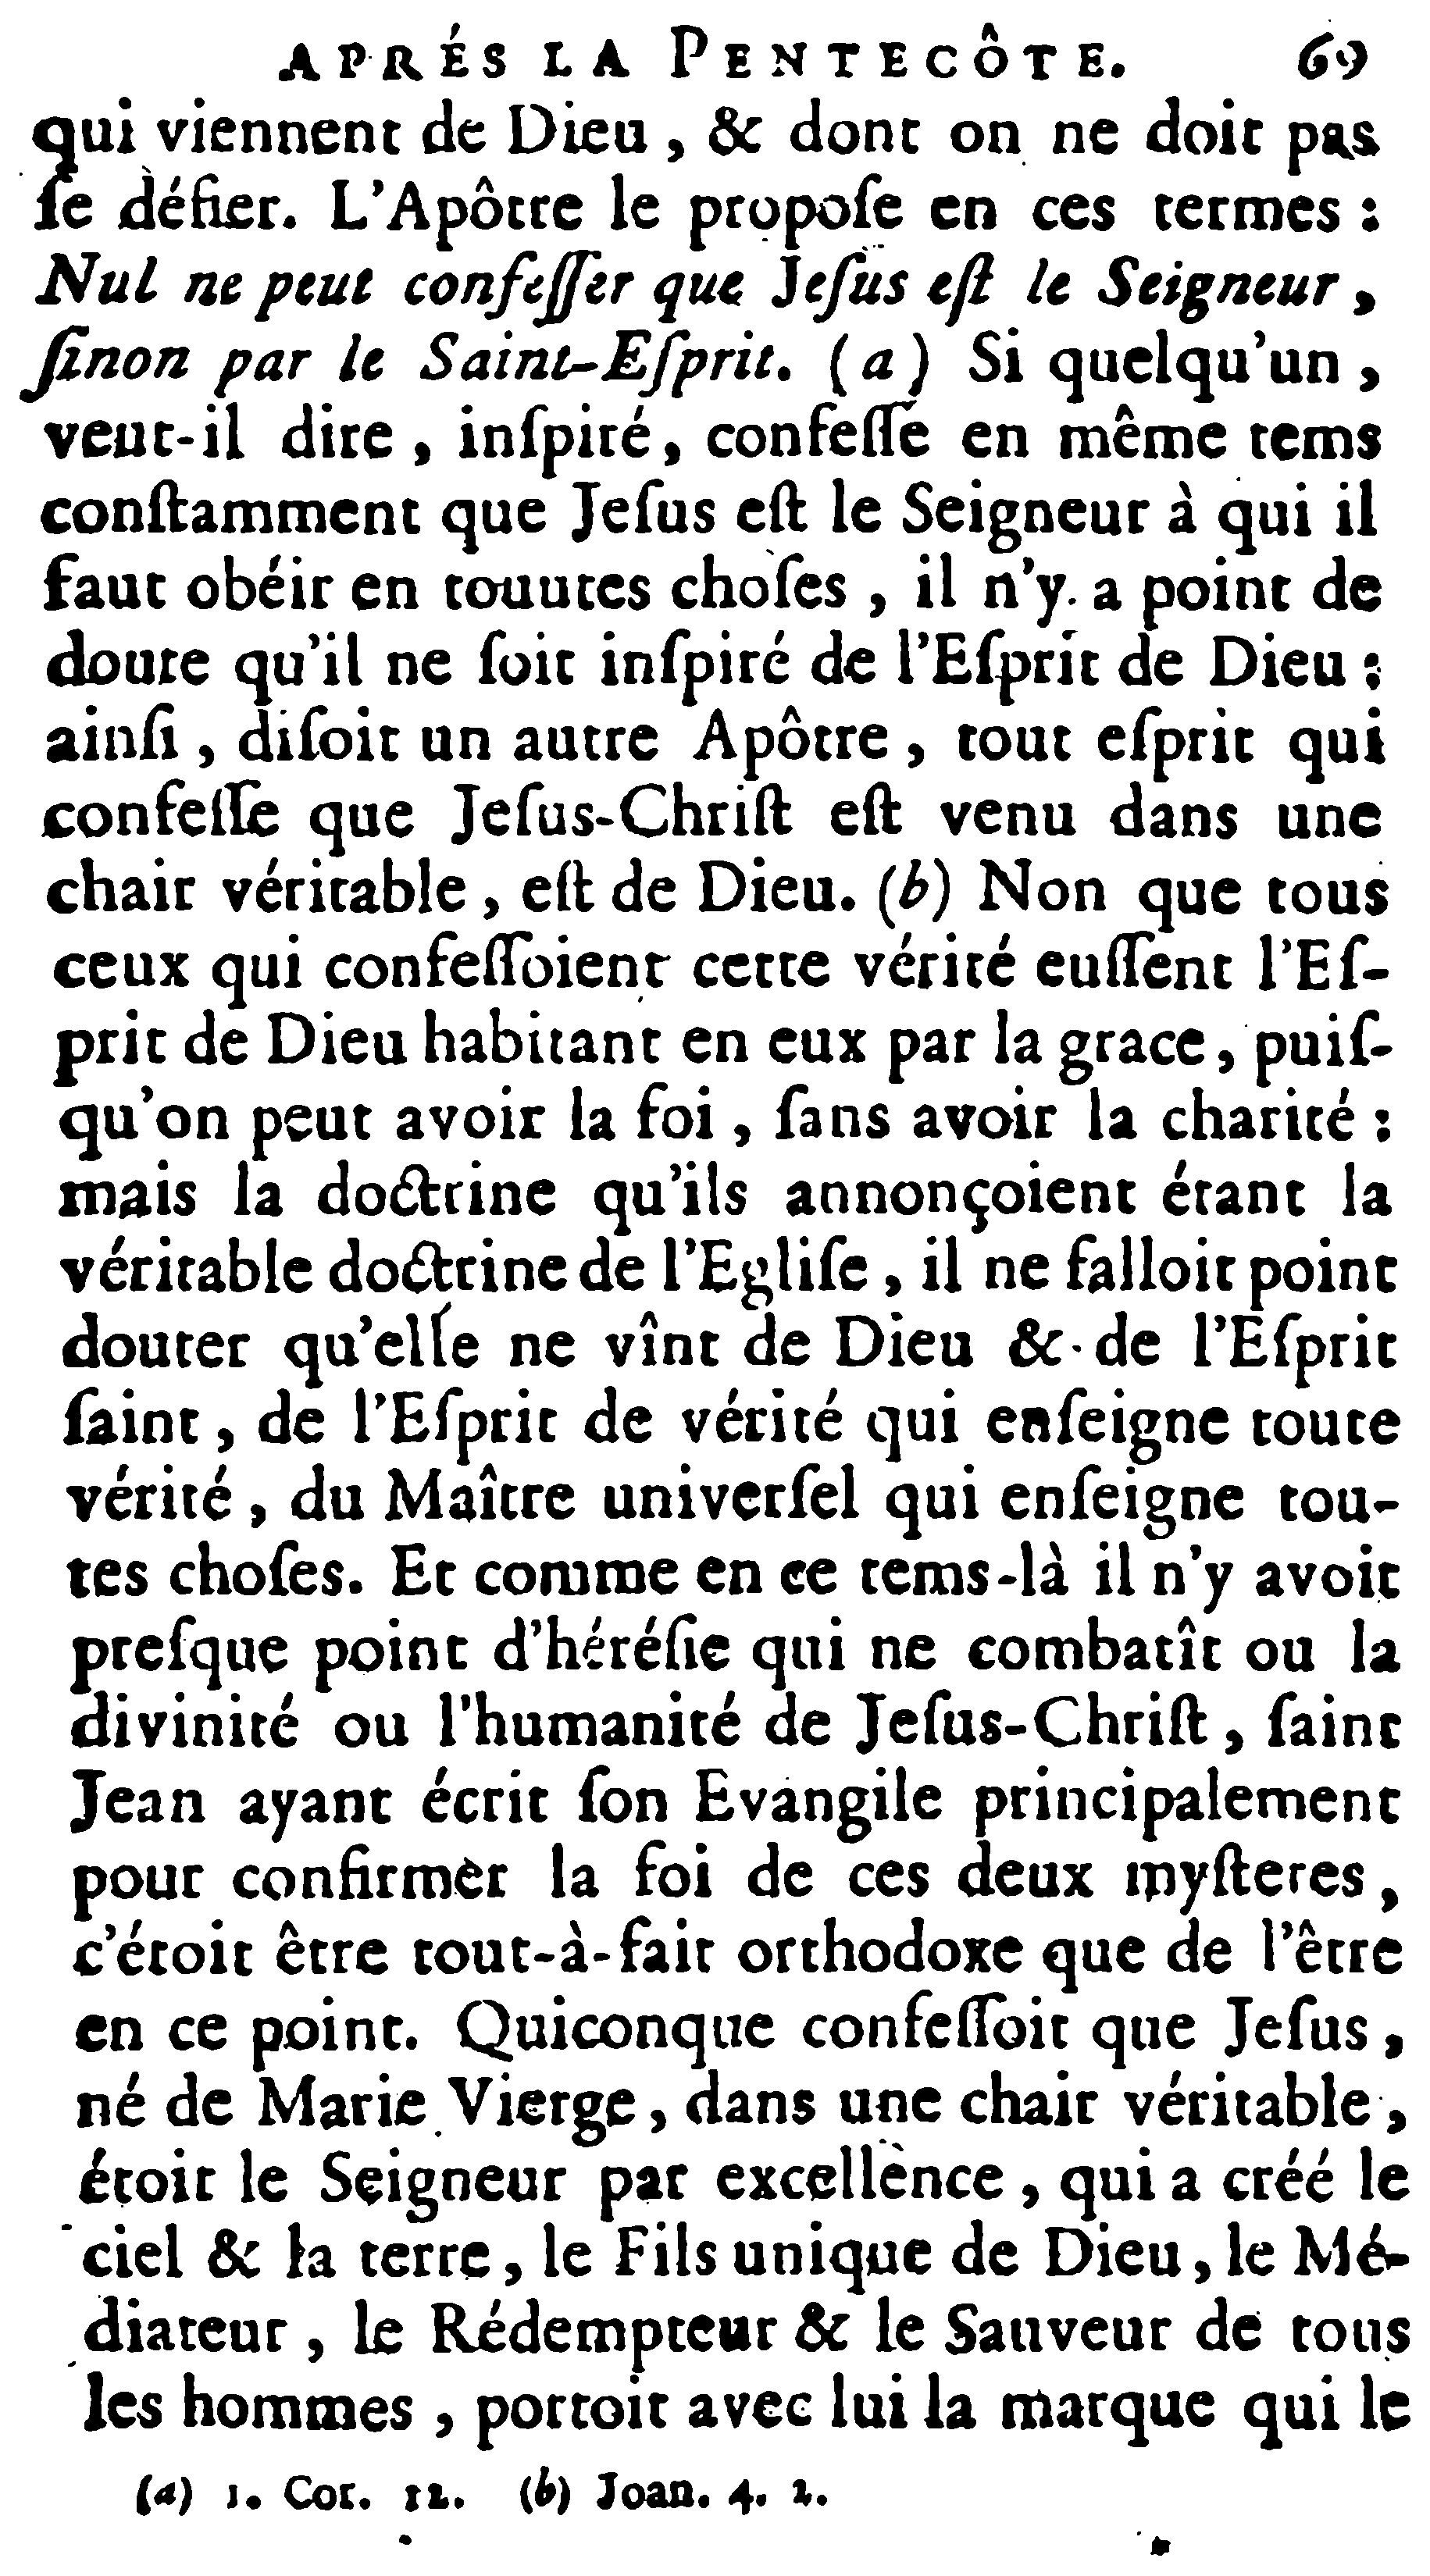 APRÉS LA PENTECÔTE. 69
qui viennent de Dieu, & dont on ne doit pas
ſe défier. L'Apôtre le propoſe en ces termes :
Nul ne peut confeſſer que Jeſus eſt le Seigneur,
ſinon par le Saint-Eſprit. (a) Si quelqu'un,
veut-il dire, inſpiré, confeſſe en même tems
conſtamment que Jeſus eſt le Seigneur à qui il
faut obéir en touutes choſes, il n'y a point de
doute qu'il ne ſoit inſpiré de l'Eſprit de Dieu :
ainſi, diſoit un autre Apôtre, tout eſprit qui
confeſſe que Jeſus-Chriſt eſt venu dans une
chair véritable, eſt de Dieu. (b) Non que tous
ceux qui confeſſoient cette vérité euſſent l'Eſ-
prit de Dieu habitant en eux par la grace, puiſ-
qu'on peut avoir la foi, ſans avoir la charité :
mais la doctrine qu'ils annonçoient étant la
véritable doctrine de l'Egliſe, il ne falloit point
douter qu'elle ne vînt de Dieu & de l'Eſprit
ſaint, de l'Eſprit de vérité qui enſeigne toute
vérité, du Maître univerſel qui enſeigne tou-
tes choſes. Et comme en ce tems-là il n'y avoit
preſque point d'héréſie qui ne combatît ou la
divinité ou l'humanité de Jeſus-Chriſt, ſaint
Jean ayant écrit ſon Evangile principalement
pour confirmer la foi de ces deux myſteres,
c'étoit être tout-à-fait orthodoxe que de l'être
en ce point. Quiconque confeſſoit que Jeſus,
né de Marie Vierge, dans une chair véritable,
étoit le Seigneur par excellence, qui a créé le
ciel & la terre, le Fils unique de Dieu, le Mé-
diateur, le Rédempteur & le Sauveur de tous
les hommes, portoit avec lui la marque qui le
(a) 1. Cor. 12. (b) Joan. 4. 2.